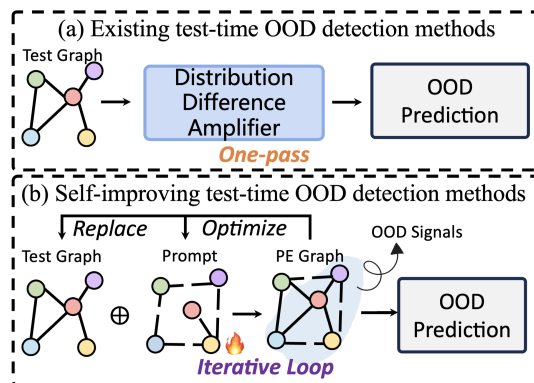 (a) Existing test-time OOD detection methods
Test Graph
Distribution
Difference
Amplifier
One-pass
OOD
Prediction
(b) Self-improving test-time OOD detection methods
Replace
Optimize
OOD Signals
Test Graph
Prompt
PE Graph
OOD
Prediction
Iterative Loop